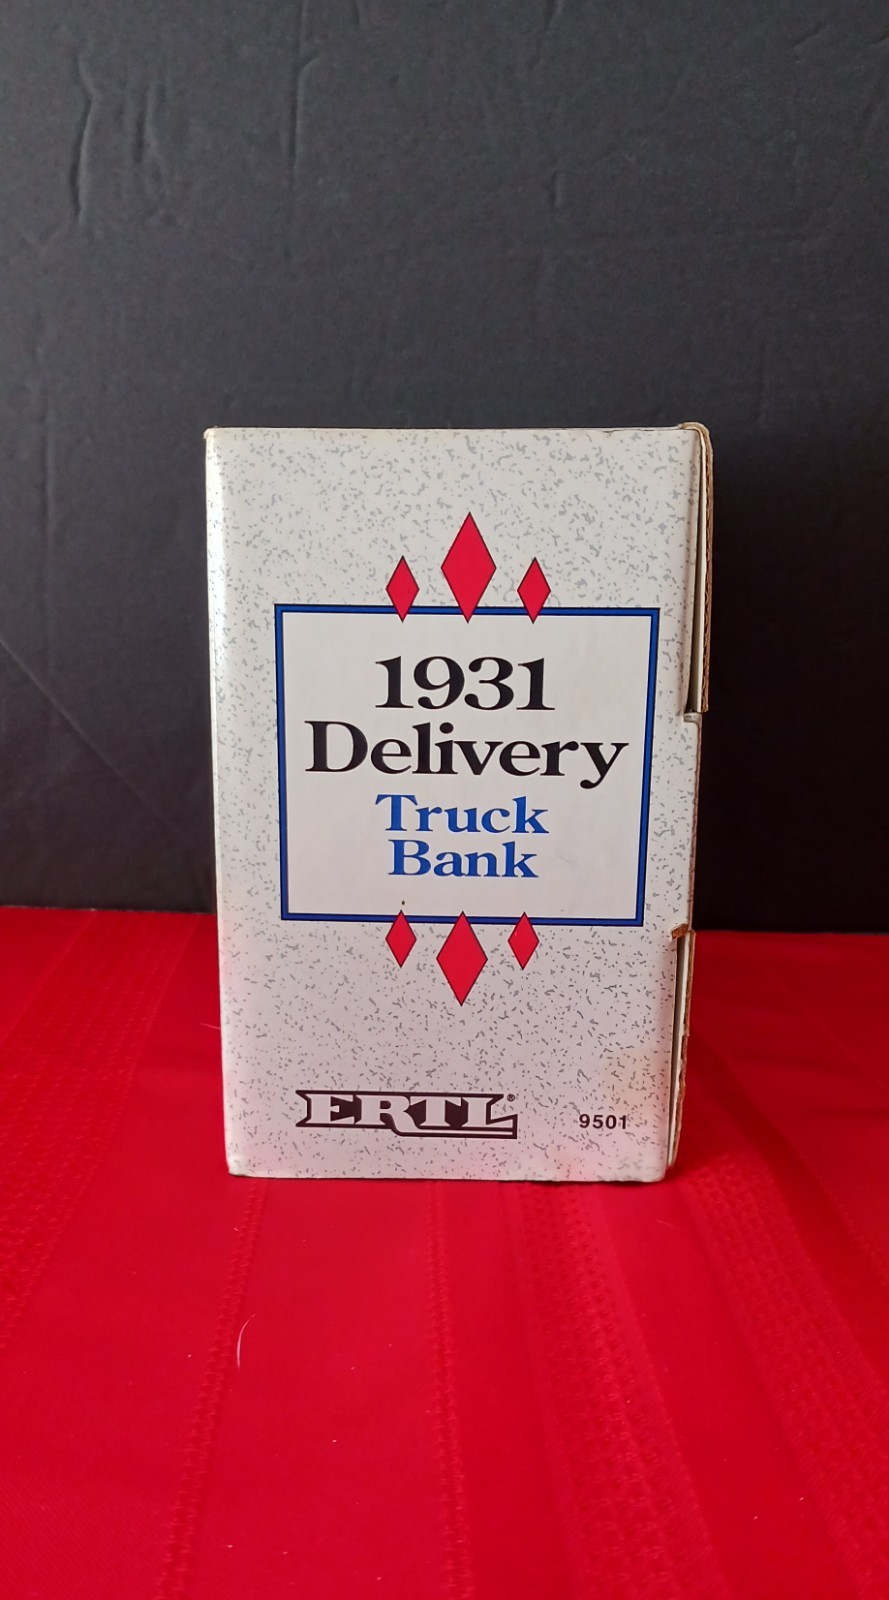 1931
Delivery
Truck
Bank
ERTL® 9501